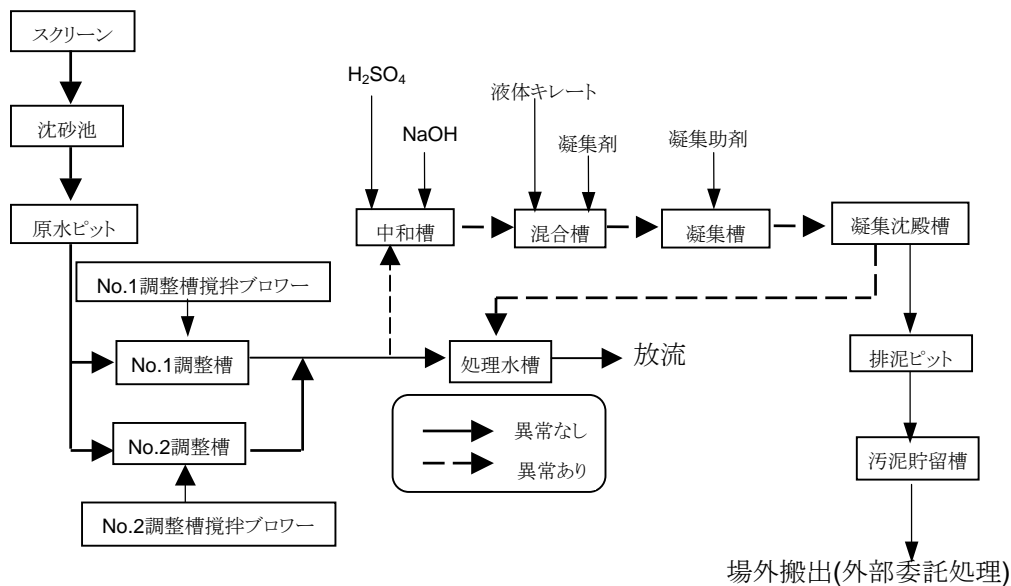 スクリーン
沈砂池
原水ピット
H₂SO₄
NaOH
液体キレート
凝集剤
凝集助剤
中和槽
混合槽
凝集槽
凝集沈殿槽
No.1調整槽撹拌ブロワー
No.1調整槽
処理水槽
放流
排泥ピット
No.2調整槽
異常なし
異常あり
汚泥貯留槽
No.2調整槽撹拌ブロワー
場外搬出(外部委託処理)